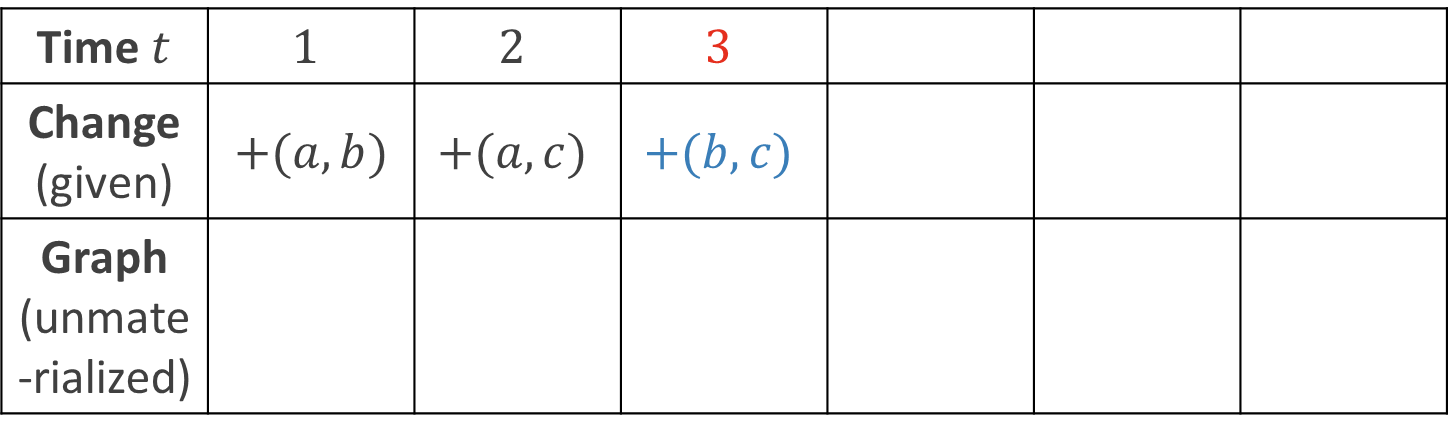 Time t 1 2 3
Change
(given) +(a, b) +(a, c) +(b, c)
Graph
(unmate
-rialized)